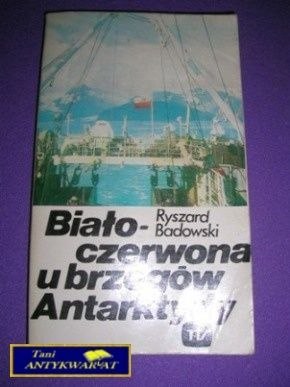 Ryszard
Badowski
Biało-
czerwona
u brzegów
Antarktydy
Tani
ANTYKWARIAT